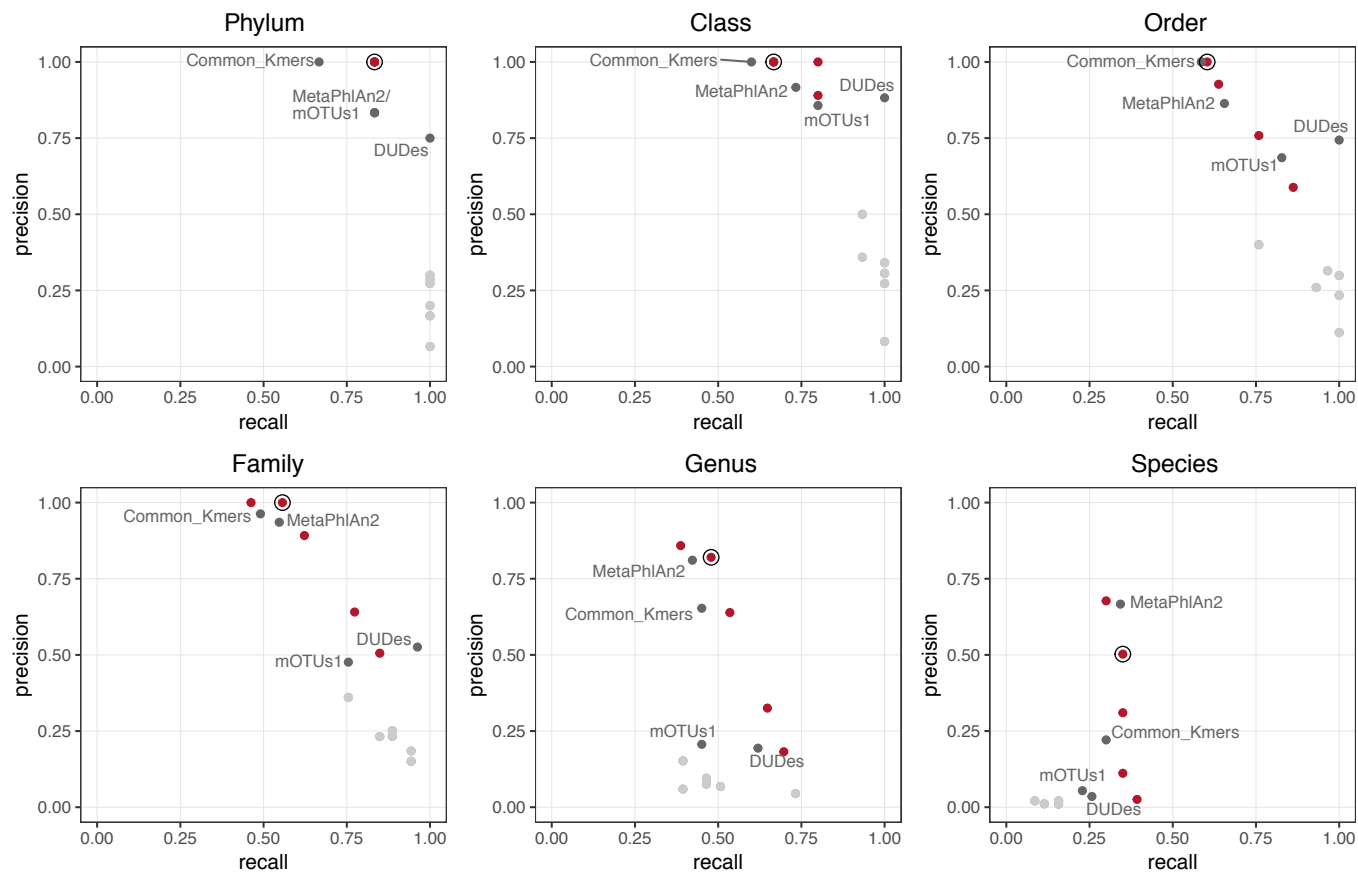 Phylum
Class
Order
1.00
0.75
0.50
0.25
0.00
precision
Common_Kmers
MetaPhlAn2/
mOTUs1
DUDes
0.00
0.25
0.50
0.75
1.00
recall
1.00
0.75
0.50
0.25
0.00
precision
Common_Kmers
MetaPhlAn2
DUDes
mOTUs1
0.00
0.25
0.50
0.75
1.00
recall
1.00
0.75
0.50
0.25
0.00
precision
Common_Kmers
MetaPhlAn2
DUDes
mOTUs1
0.00
0.25
0.50
0.75
1.00
recall
Family
Genus
Species
1.00
0.75
0.50
0.25
0.00
precision
Common_Kmers
MetaPhlAn2
DUDes
mOTUs1
0.00
0.25
0.50
0.75
1.00
recall
1.00
0.75
0.50
0.25
0.00
precision
MetaPhlAn2
Common_Kmers
mOTUs1
DUDes
0.00
0.25
0.50
0.75
1.00
recall
1.00
0.75
0.50
0.25
0.00
precision
MetaPhlAn2
Common_Kmers
mOTUs1
DUDes
0.00
0.25
0.50
0.75
1.00
recall